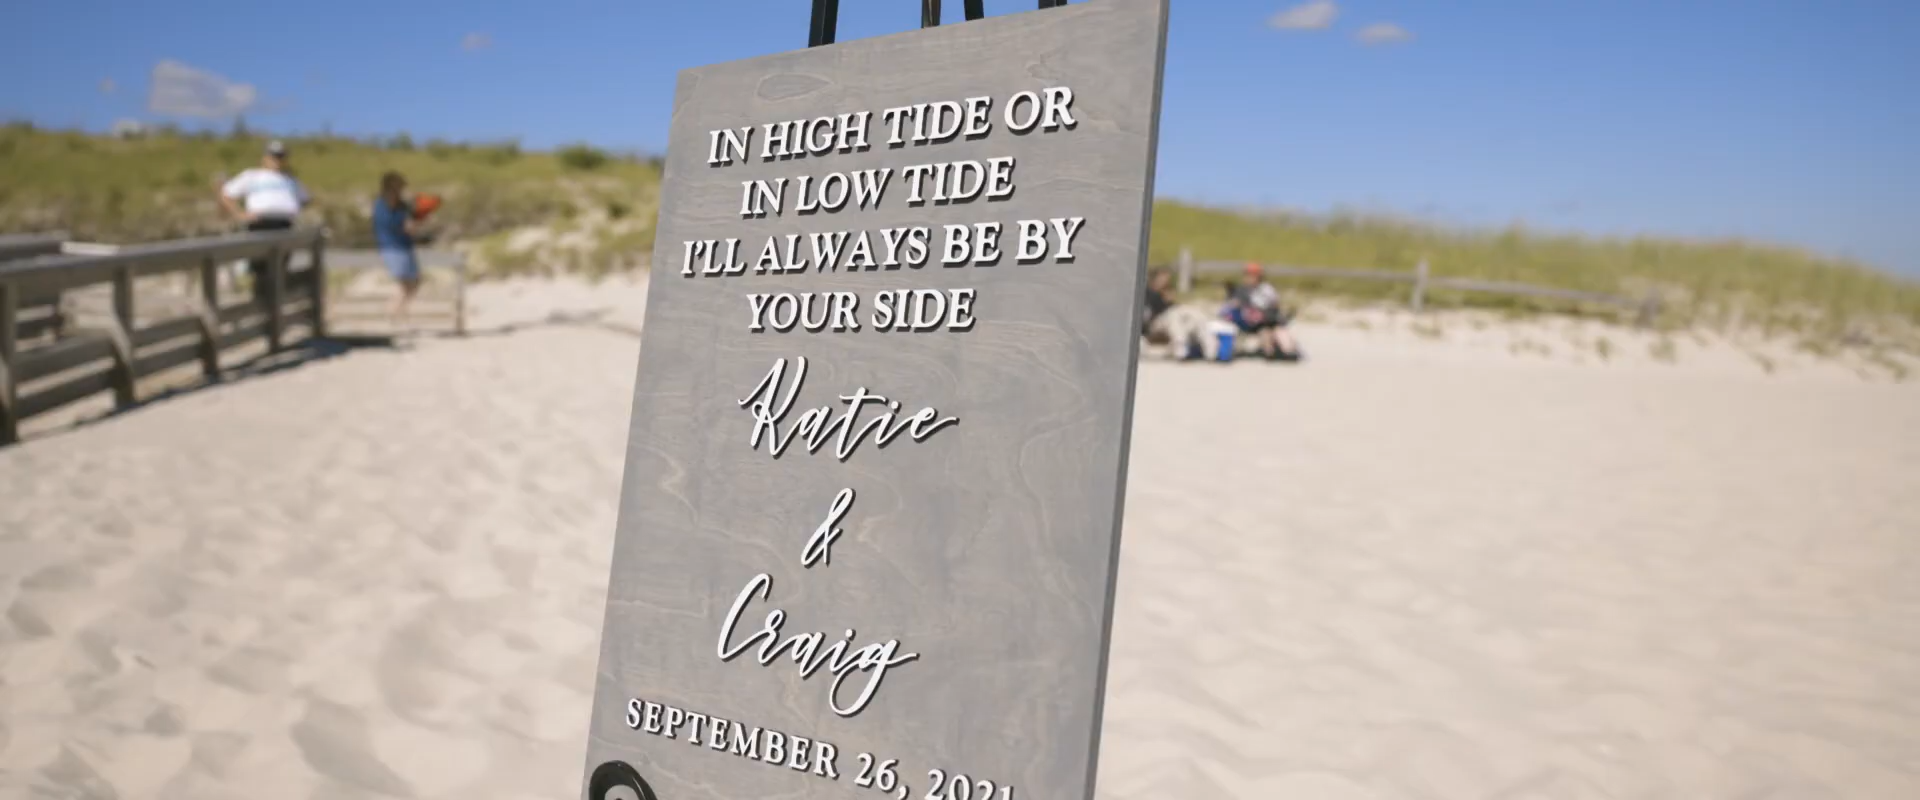 IN HIGH TIDE OR
IN LOW TIDE
I'LL ALWAYS BE BY
YOUR SIDE
Katie
&
Craig
SEPTEMBER 26, 2021